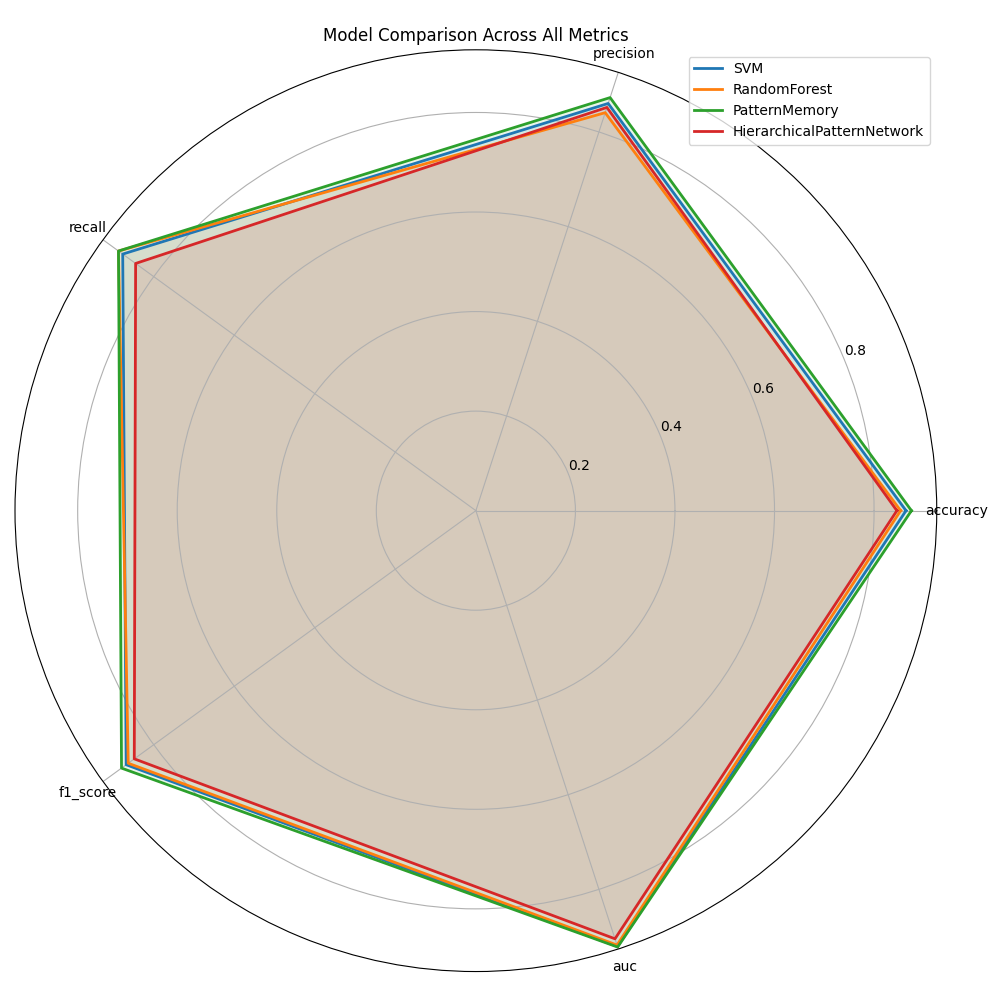 Model Comparison Across All Metrics
precision
SVM
RandomForest
PatternMemory
HierarchicalPatternNetwork
recall
0.8
0.6
0.4
0.2
accuracy
f1_score
auc